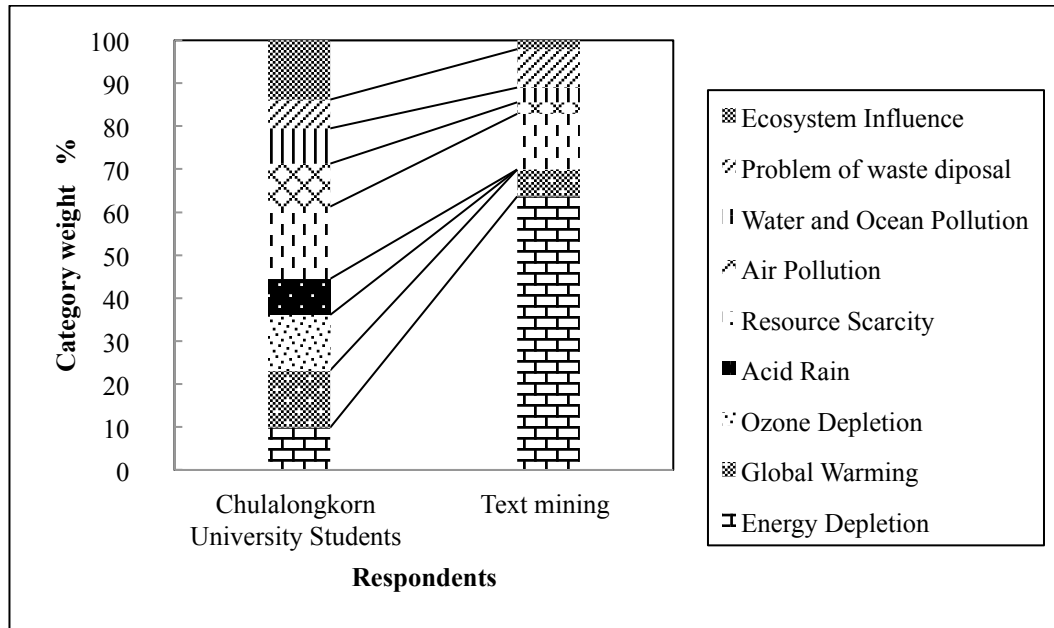 100
90
80
70
60
50
40
30
20
10
0
Category weight %
Chulalongkorn
University Students
Text mining
Respondents
Ecosystem Influence
Problem of waste diposal
Water and Ocean Pollution
Air Pollution
Resource Scarcity
Acid Rain
Ozone Depletion
Global Warming
Energy Depletion